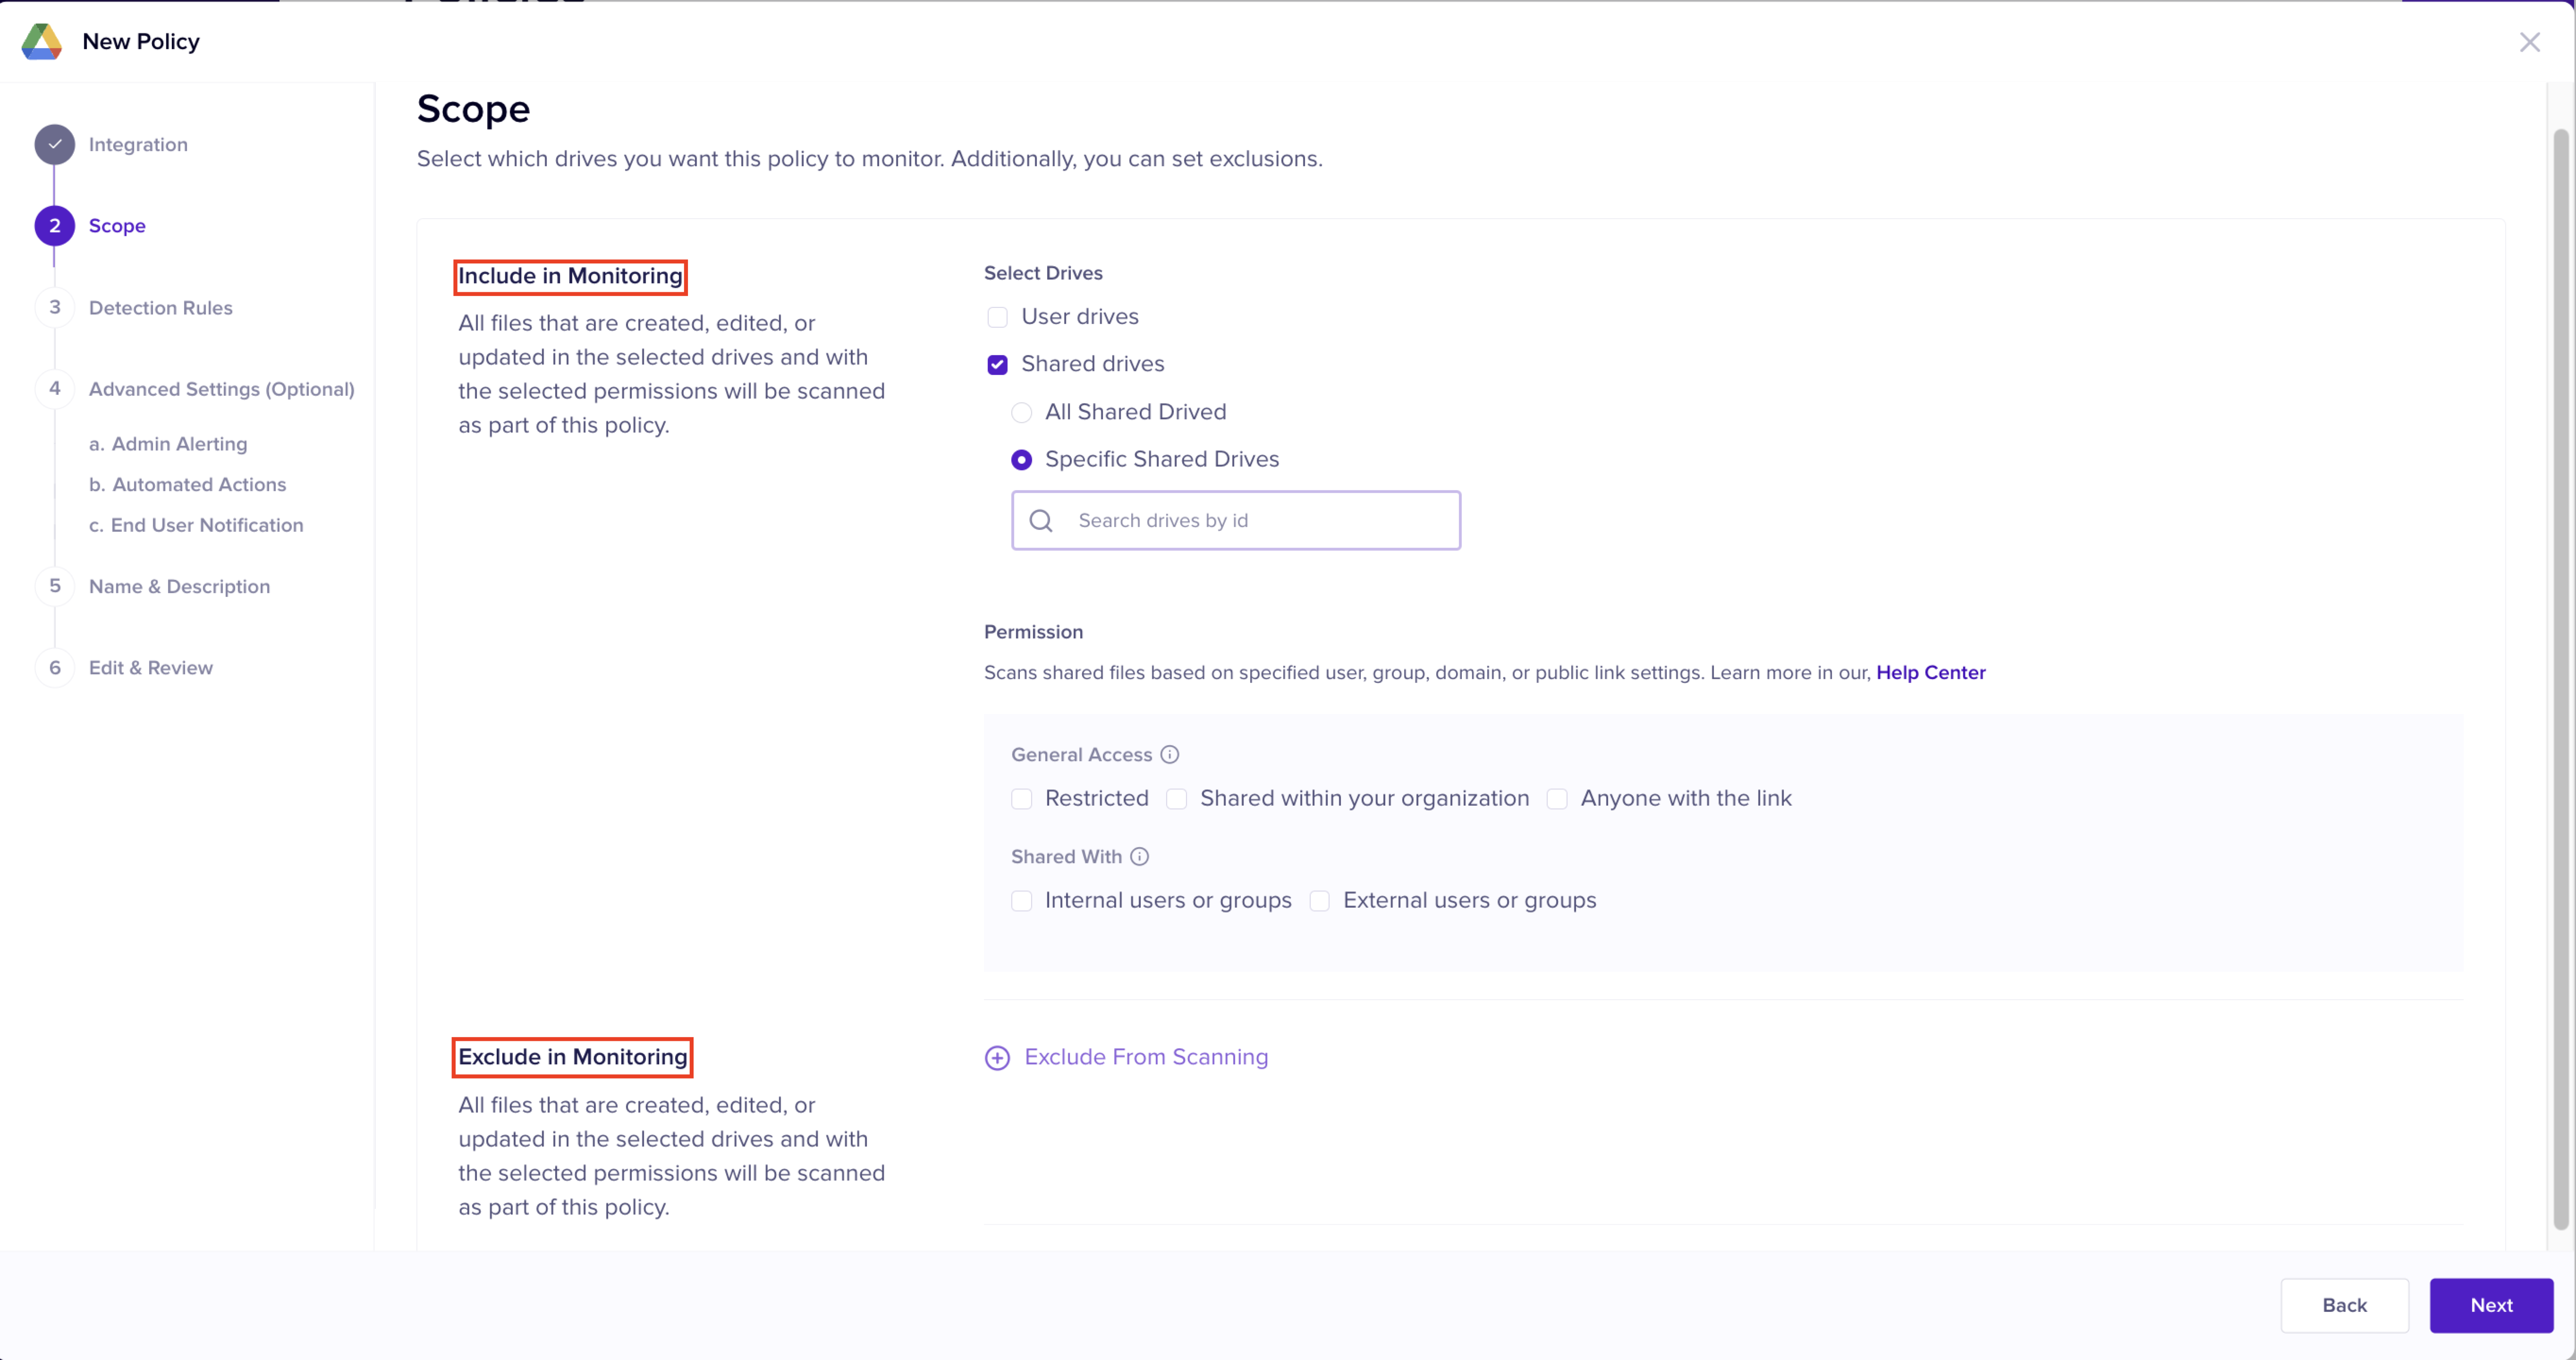 New Policy
Integration
2 Scope
3 Detection Rules
4 Advanced Settings (Optional)
a. Admin Alerting
b. Automated Actions
c. End User Notification
5 Name & Description
6 Edit & Review
Scope
Select which drives you want this policy to monitor. Additionally, you can set exclusions.
Include in Monitoring
All files that are created, edited, or
updated in the selected drives and with
the selected permissions will be scanned
as part of this policy.
Select Drives
User drives
Shared drives
All Shared Drived
Specific Shared Drives
Search drives by id
Permission
Scans shared files based on specified user, group, domain, or public link settings. Learn more in our, Help Center
General Access
Restricted Shared within your organization Anyone with the link
Shared With
Internal users or groups External users or groups
Exclude in Monitoring
All files that are created, edited, or
updated in the selected drives and with
the selected permissions will be scanned
as part of this policy.
Exclude From Scanning
Back Next